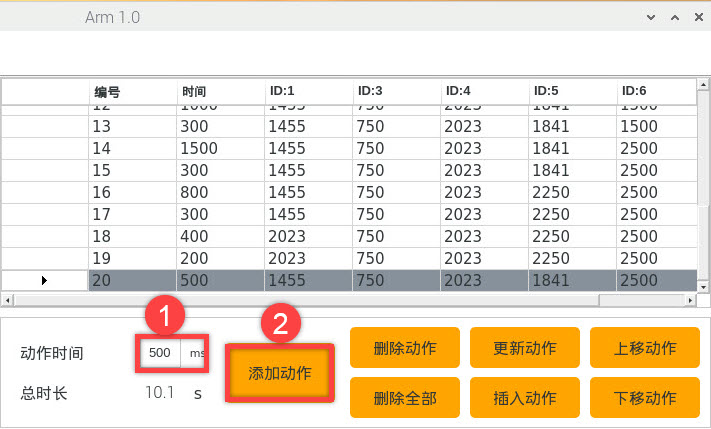 Arm 1.0
编号 时间 ID:1 ID:3 ID:4 ID:5 ID:6
12 1000 1455 750 2023 1841 1500
13 300 1455 750 2023 1841 1500
14 1500 1455 750 2023 1841 2500
15 300 1455 750 2023 1841 2500
16 800 1455 750 2023 2250 2500
17 300 1455 750 2023 2250 2500
18 400 2023 750 2023 2250 2500
19 200 2023 750 2023 2250 2500
20 500 1455 750 2023 1841 2500
1 2
动作时间 500 ms 添加动作 删除动作 更新动作 上移动作
总时长 10.1 s 删除全部 插入动作 下移动作